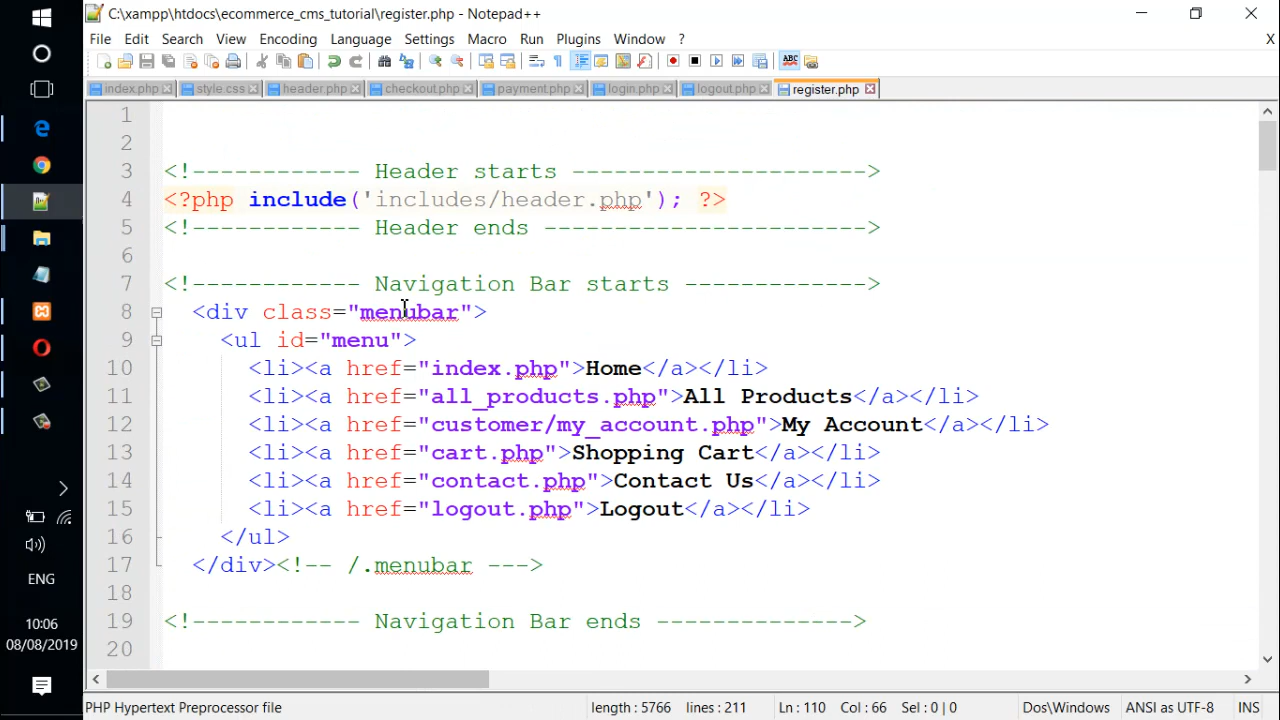 C:\xampp\htdocs\ecommerce_cms_tutorial\register.php - Notepad++
File Edit Search View Encoding Language Settings Macro Run Plugins Window ? X
ABC
index.php style.css header.php checkout.php payment.php login.php logout.php register.php
1
2
3 <!------------ Header starts --------------------->
4 <?php include('includes/header.php'); ?>
5 <!------------ Header ends ----------------------->
6
7 <!------------ Navigation Bar starts ------------->
8 <div class="menubar">
9 <ul id="menu">
10 <li><a href="index.php">Home</a></li>
11 <li><a href="all_products.php">All Products</a></li>
12 <li><a href="customer/my_account.php">My Account</a></li>
13 <li><a href="cart.php">Shopping Cart</a></li>
14 <li><a href="contact.php">Contact Us</a></li>
15 <li><a href="logout.php">Logout</a></li>
16 </ul>
17 </div><!-- /.menubar --->
18
19 <!------------ Navigation Bar ends -------------->
20
ENG
10:06
08/08/2019
PHP Hypertext Preprocessor file length : 5766 lines : 211 Ln : 110 Col : 66 Sel : 0 | 0 Dos\Windows ANSI as UTF-8 INS